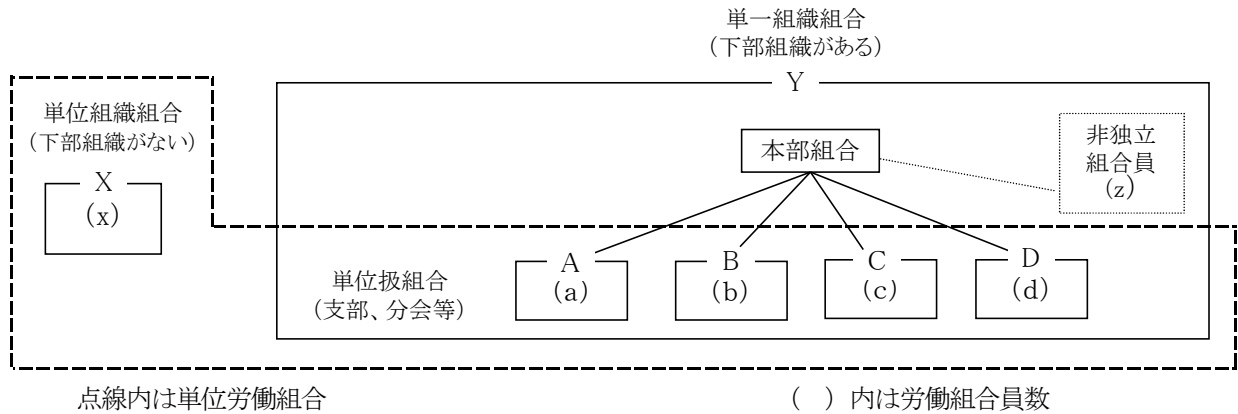 単一組織組合
（下部組織がある）
Y
単位組織組合
（下部組織がない）
X
（x）
本部組合
非独立
組合員
（z）
単位扱組合
（支部、分会等）
A
（a）
B
（b）
C
（c）
D
（d）
点線内は単位労働組合
（　）内は労働組合員数